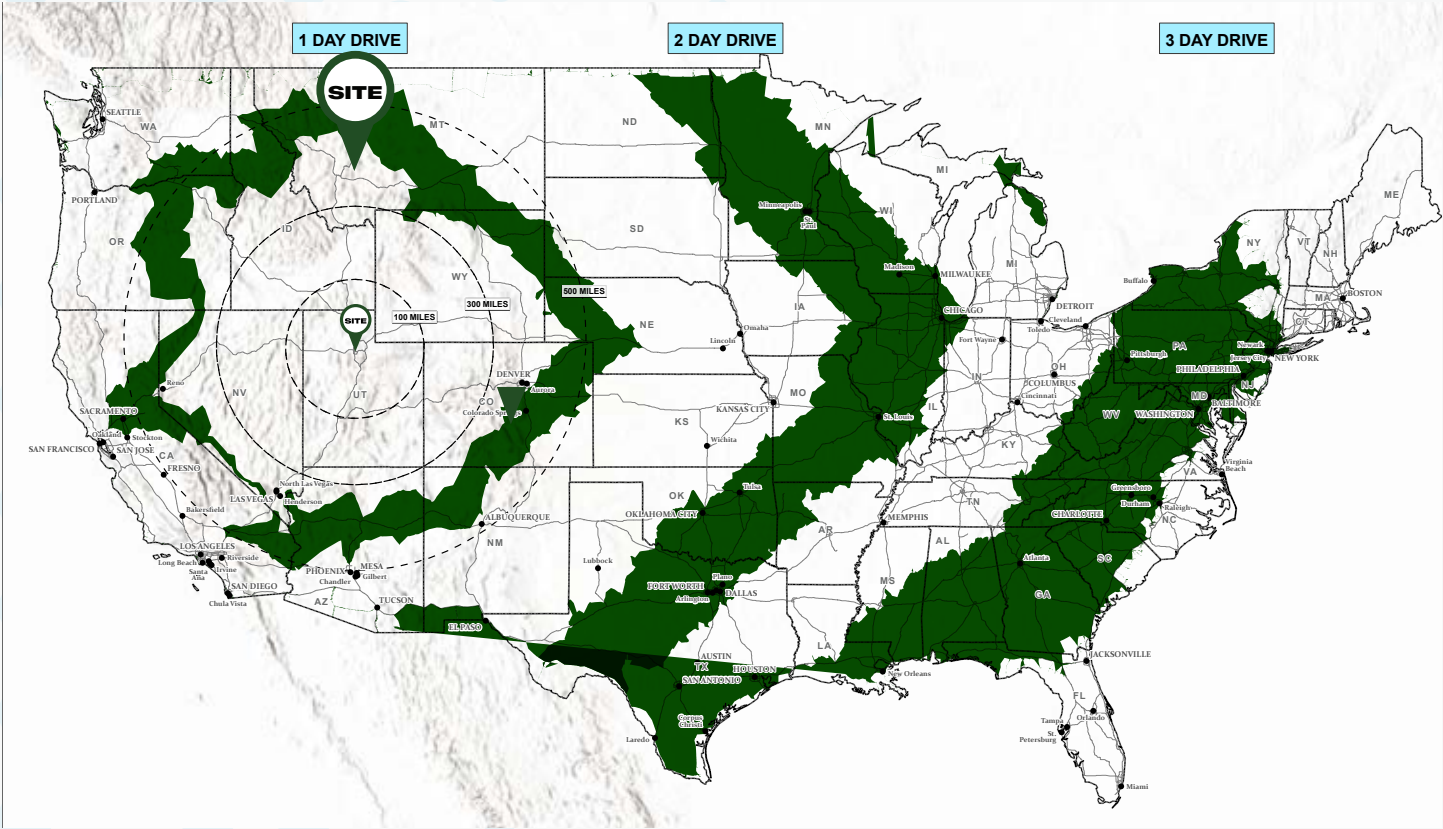 1 DAY DRIVE
2 DAY DRIVE
3 DAY DRIVE
SITE
SEATTLE
WA
MT
ND
MN
MI
ME
PORTLAND
OR
ID
WY
SD
Minneapolis
St.
Paul
WI
MI
NY
VT
NH
Madison
MILWAUKEE
Buffalo
MA
BOSTON
CT
500 MILES
300 MILES
100 MILES
SITE
NE
IA
Omaha
Lincoln
CHICAGO
DETROIT
Cleveland
Toledo
Fort Wayne
PA
Pittsburgh
Newark
Jersey City
NEW YORK
PHILADELPHIA
NJ
Reno
NV
UT
DENVER
Aurora
CO
Colorado Spr
s
KS
KANSAS CITY
MO
IL
IN
OH
COLUMBUS
Cincinnati
MD
BALTIMORE
WASHINGTON
WV
SACRAMENTO
Oakland
Stockton
SAN FRANCISCO
SAN JOSE
CA
FRESNO
Bakersfield
North Las Vegas
LAS VEGAS
Henderson
Wichita
St. Louis
KY
VA
Virginia
Beach
OK
Tulsa
OKLAHOMA CITY
ALBUQUERQUE
NM
AR
MEMPHIS
TN
Greensboro
Durham
Raleigh
CHARLOTTE
NC
LOS ANGELES
Long Beach
Riverside
Santa
Ana
Irvine
SAN DIEGO
Chula Vista
PHOENIX
MESA
Chandler
Gilbert
AZ
TUCSON
Lubbock
FORT WORTH
Plano
Arlington
DALLAS
MS
AL
Atlanta
GA
SC
EL PASO
AUSTIN
TX
HOUSTON
SAN ANTONIO
LA
New Orleans
JACKSONVILLE
Corpus
Christi
Laredo
FL
Tampa
Orlando
St.
Petersburg
Miami